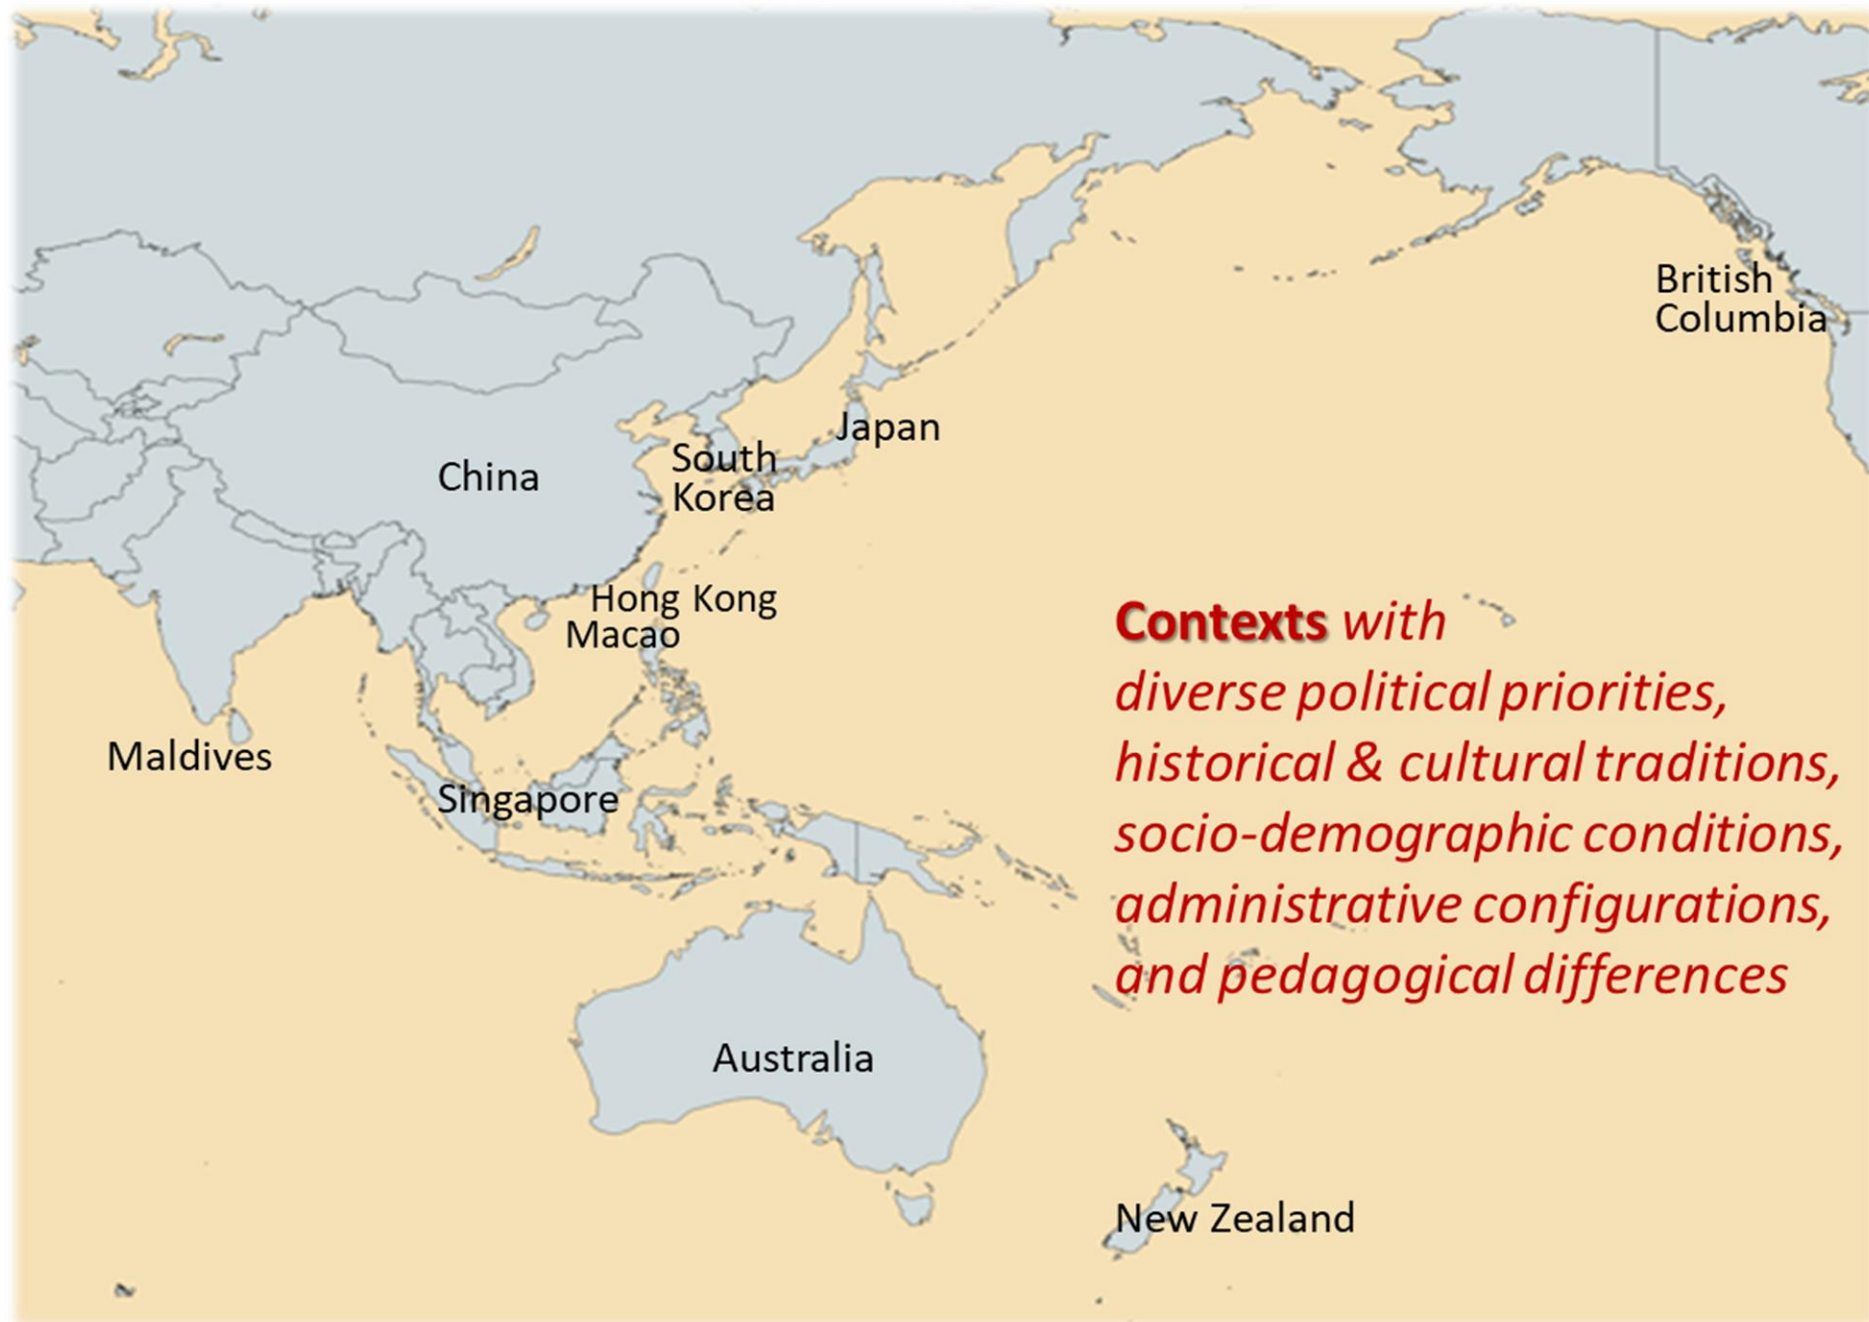 British
Columbia
Japan
South
Korea
China
Hong Kong
Macao
Contexts with
diverse political priorities,
historical & cultural traditions,
socio-demographic conditions,
administrative configurations,
and pedagogical differences
Maldives
Singapore
Australia
New Zealand